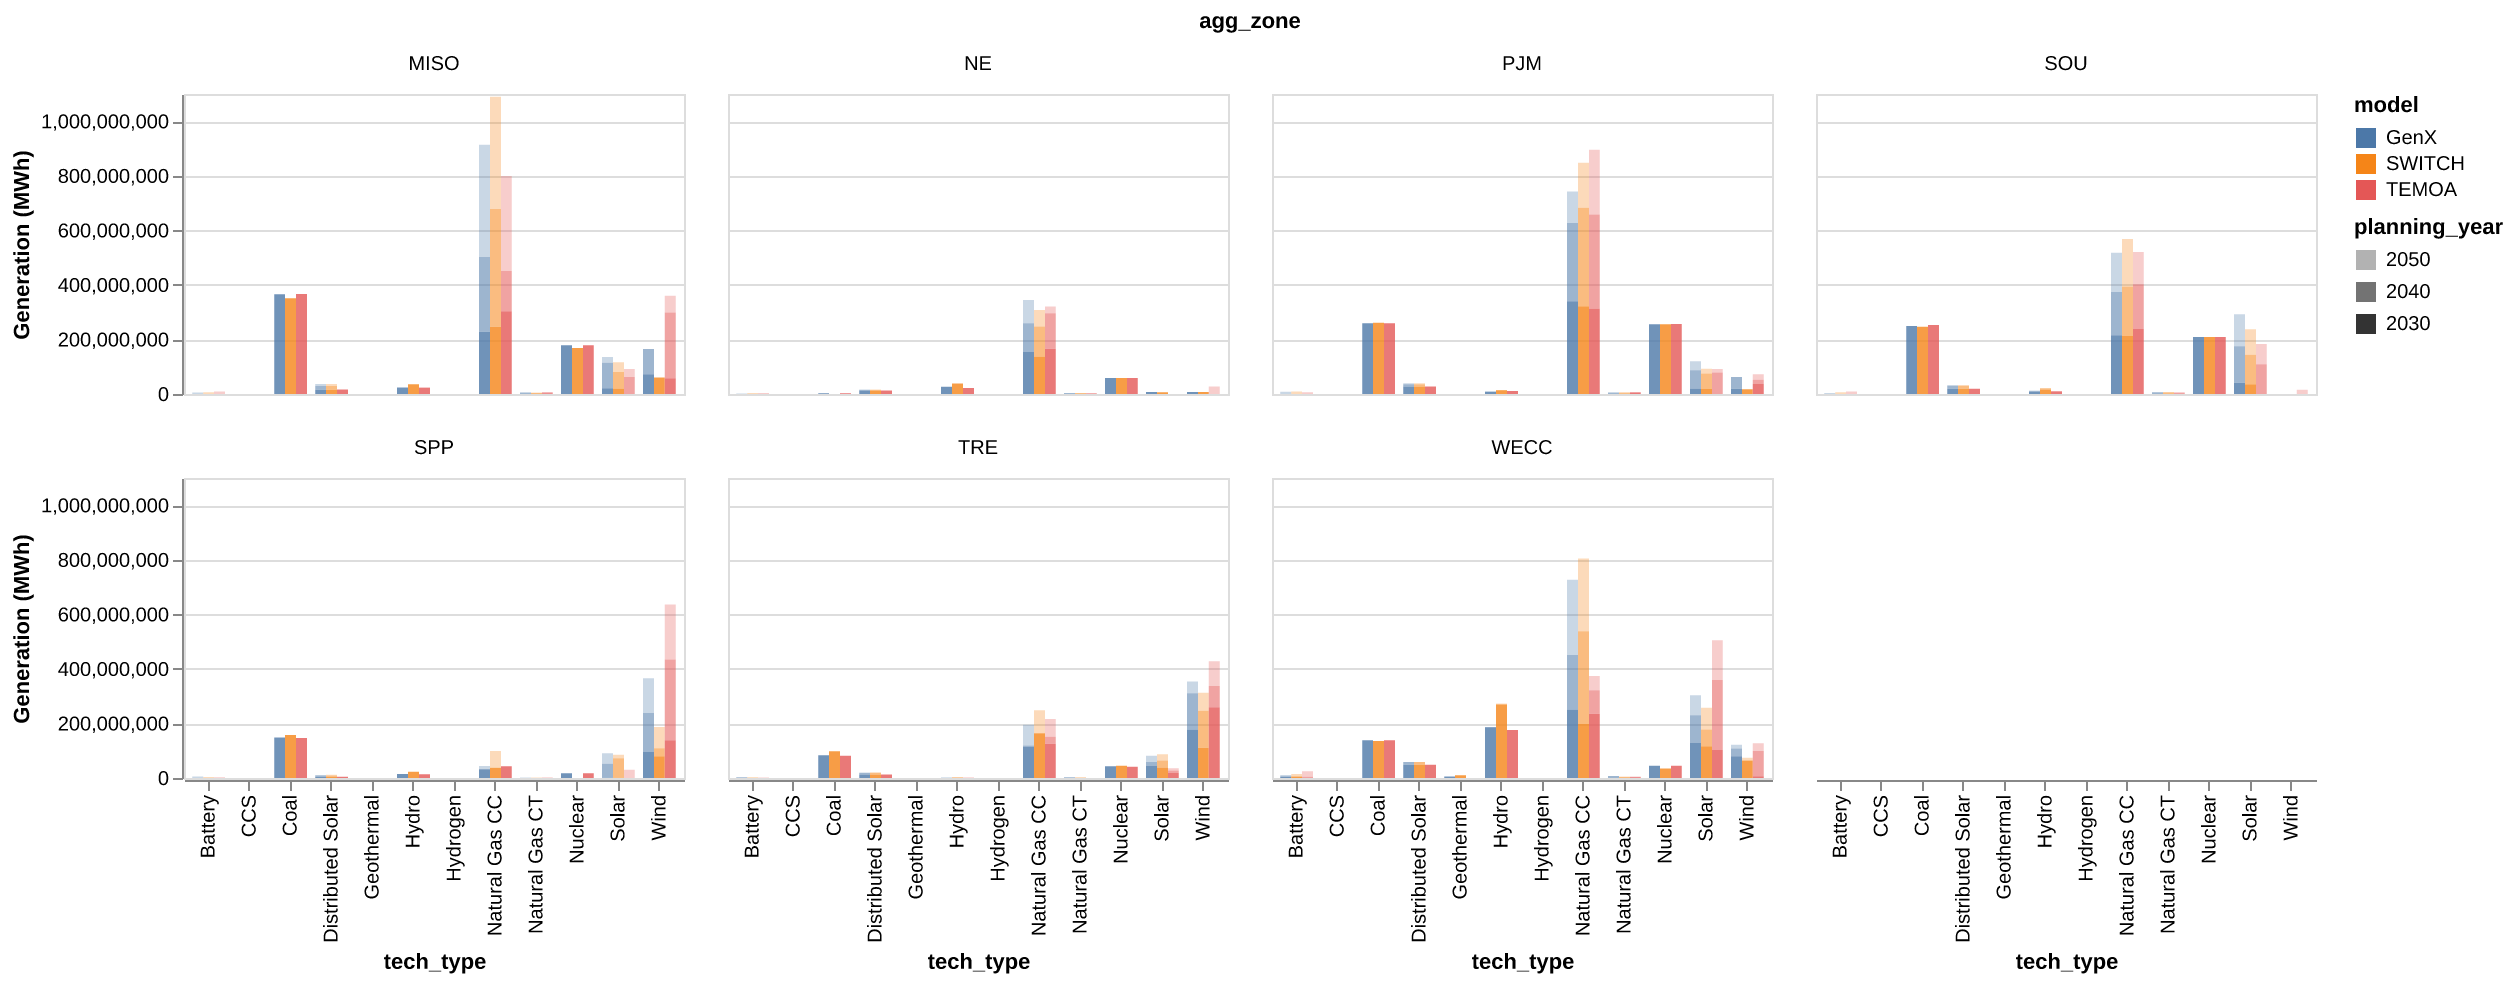 agg_zone
MISO
NE
PJM
SOU
Generation (MWh)
1,000,000,000
800,000,000
600,000,000
400,000,000
200,000,000
0
model
GenX
SWITCH
TEMOA
planning_year
2050
2040
2030
SPP
TRE
WECC
Generation (MWh)
1,000,000,000
800,000,000
600,000,000
400,000,000
200,000,000
0
Battery
CCS
Coal
Distributed Solar
Geothermal
Hydro
Hydrogen
Natural Gas CC
Natural Gas CT
Nuclear
Solar
Wind
Battery
CCS
Coal
Distributed Solar
Geothermal
Hydro
Hydrogen
Natural Gas CC
Natural Gas CT
Nuclear
Solar
Wind
Battery
CCS
Coal
Distributed Solar
Geothermal
Hydro
Hydrogen
Natural Gas CC
Natural Gas CT
Nuclear
Solar
Wind
Battery
CCS
Coal
Distributed Solar
Geothermal
Hydro
Hydrogen
Natural Gas CC
Natural Gas CT
Nuclear
Solar
Wind
tech_type
tech_type
tech_type
tech_type